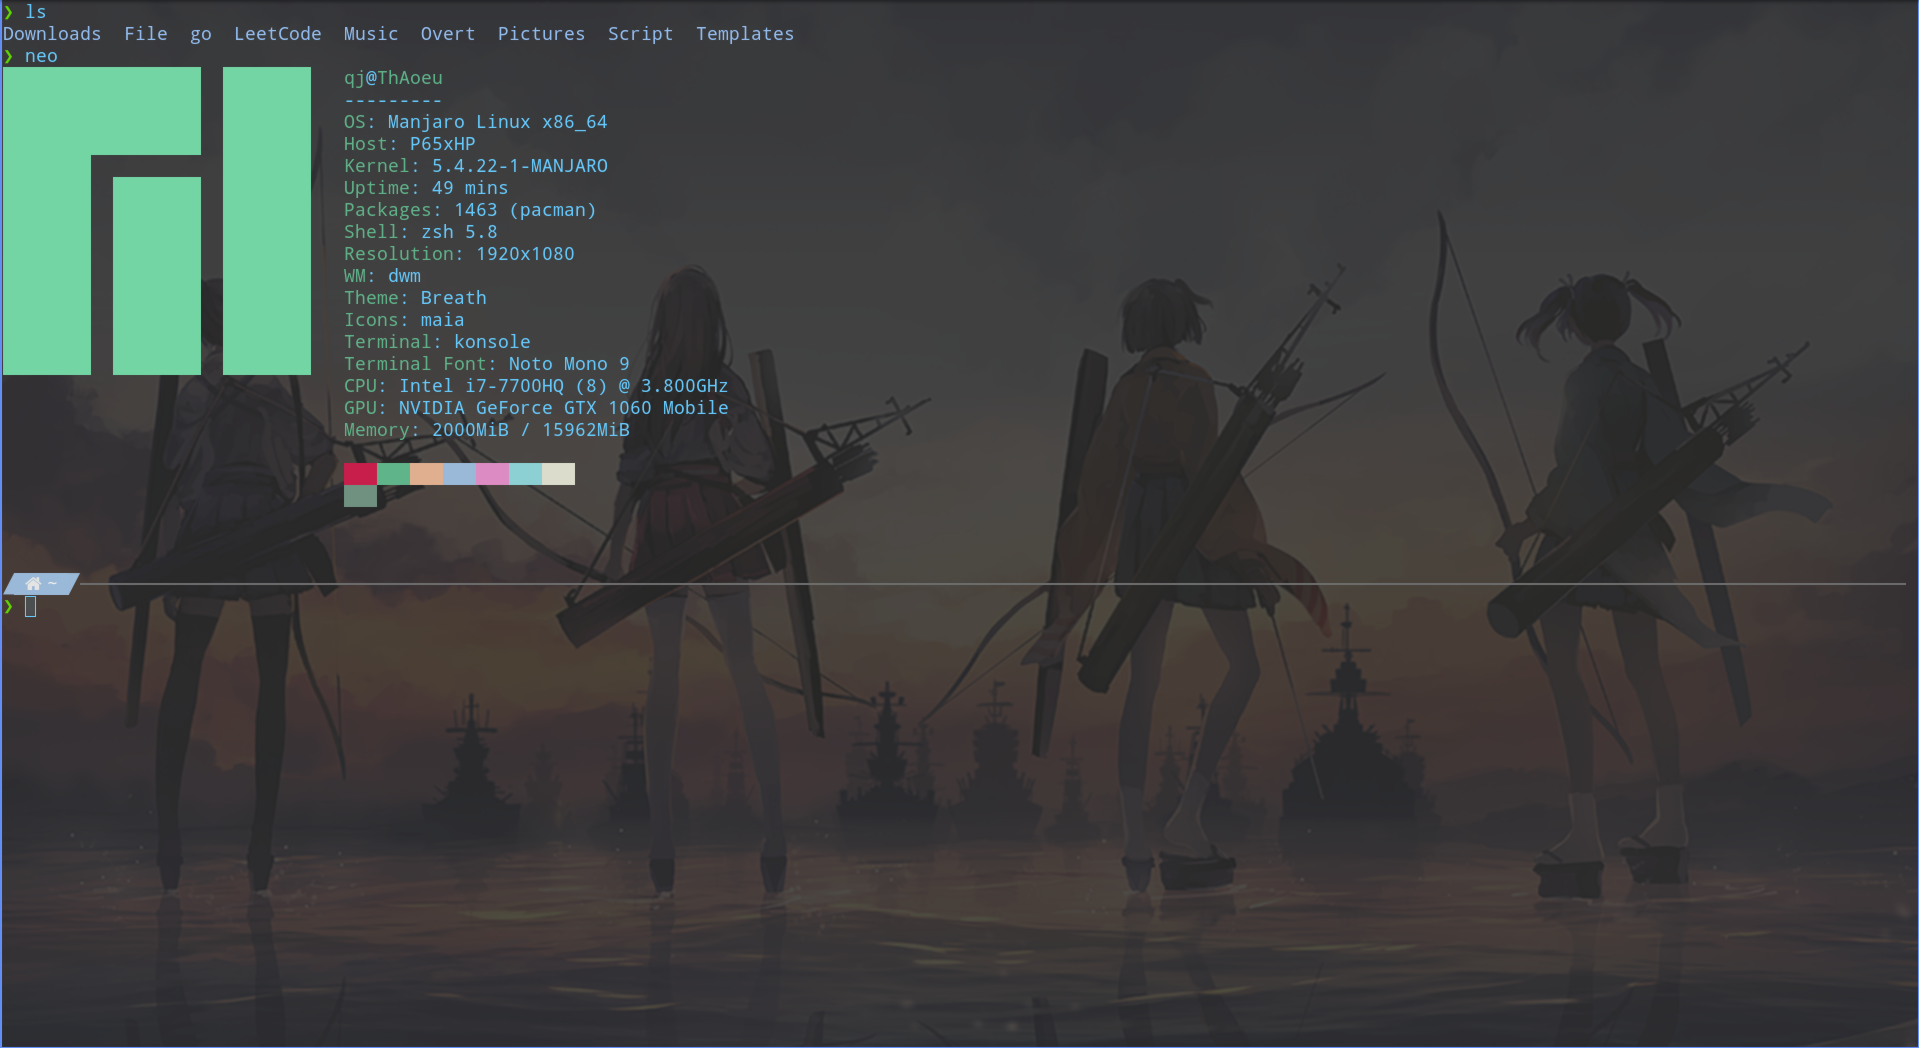 ❯ ls
Downloads File go LeetCode Music Overt Pictures Script Templates
❯ neo
qj@ThAoeu
---------
OS: Manjaro Linux x86_64
Host: P65xHP
Kernel: 5.4.22-1-MANJARO
Uptime: 49 mins
Packages: 1463 (pacman)
Shell: zsh 5.8
Resolution: 1920x1080
WM: dwm
Theme: Breath
Icons: maia
Terminal: konsole
Terminal Font: Noto Mono 9
CPU: Intel i7-7700HQ (8) @ 3.800GHz
GPU: NVIDIA GeForce GTX 1060 Mobile
Memory: 2000MiB / 15962MiB
~
❯